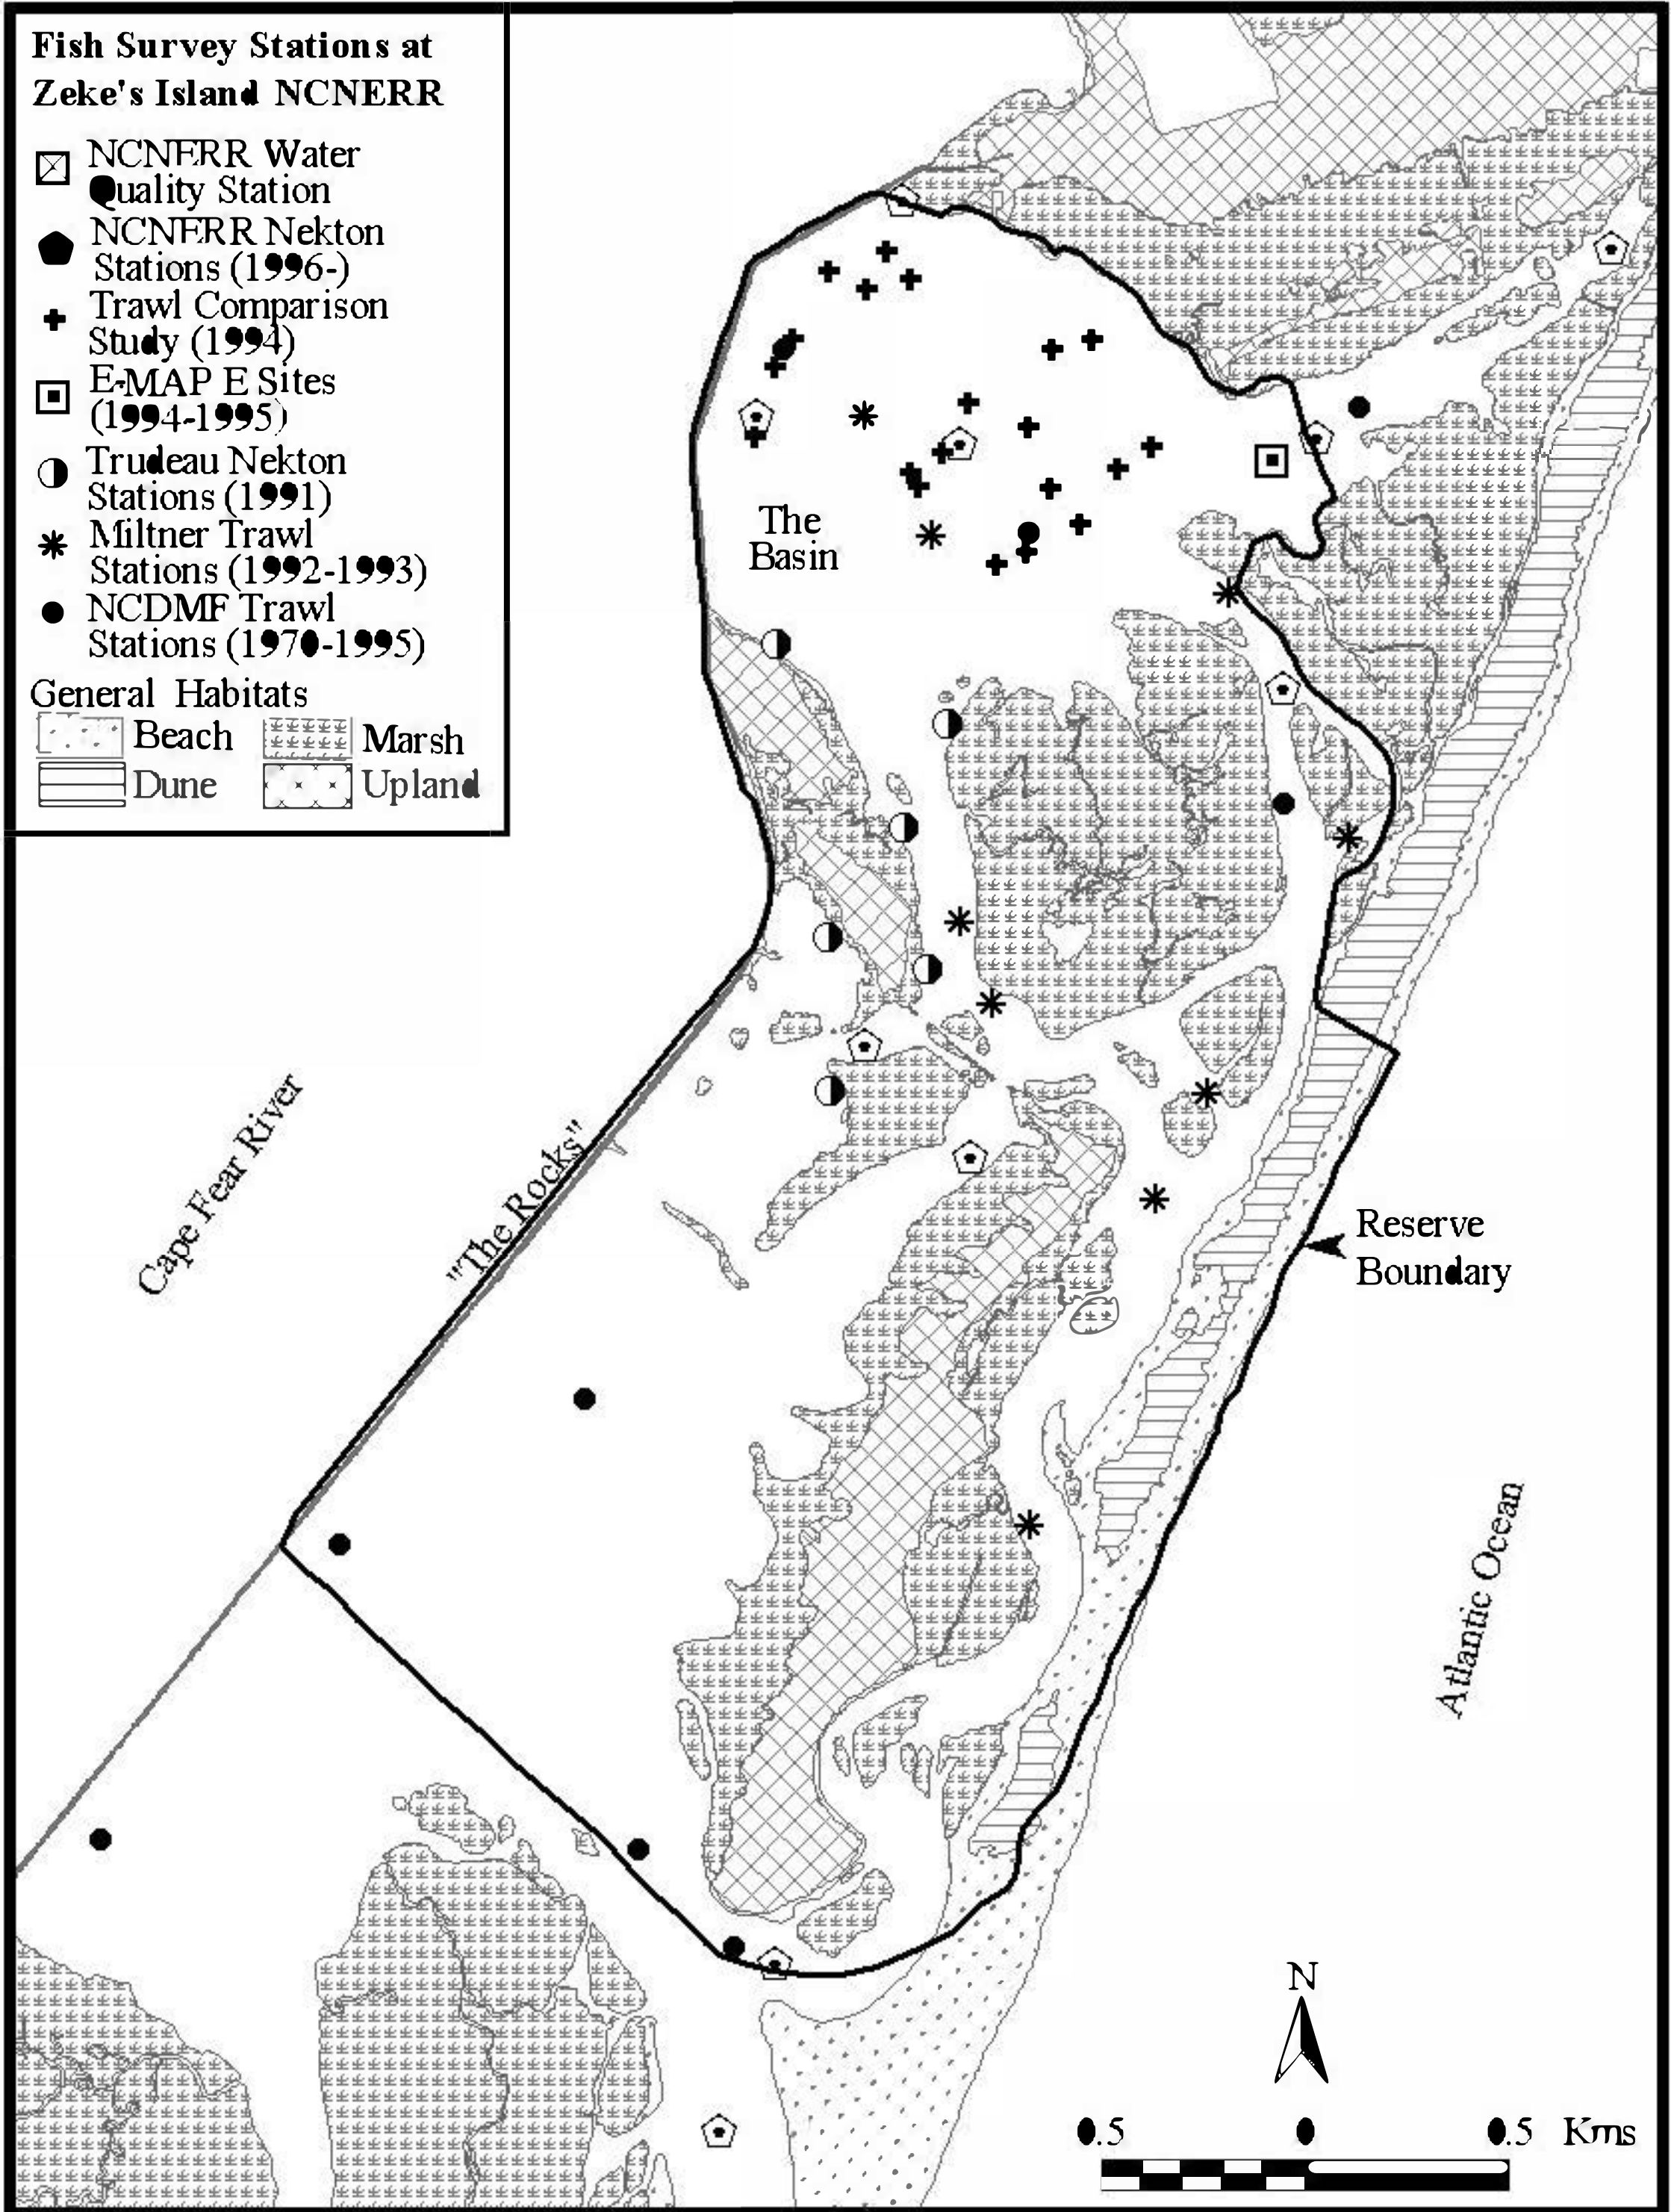 Fish Survey Stations at
Zeke's Island NCNERR
NCNERR Water
Quality Station
NCNERR Nekton
Stations (1996-)
Trawl Comparison
Study (1994)
E-MAP E Sites
(1994-1995)
Trudeau Nekton
Stations (1991)
Miltner Trawl
Stations (1992-1993)
NCDMF Trawl
Stations (1970-1995)
General Habitats
Beach
Marsh
Dune
Upland
The
Basin
Cape Fear River
"The Rocks"
Reserve
Boundary
Atlantic Ocean
N
0.5 0 0.5 Kms